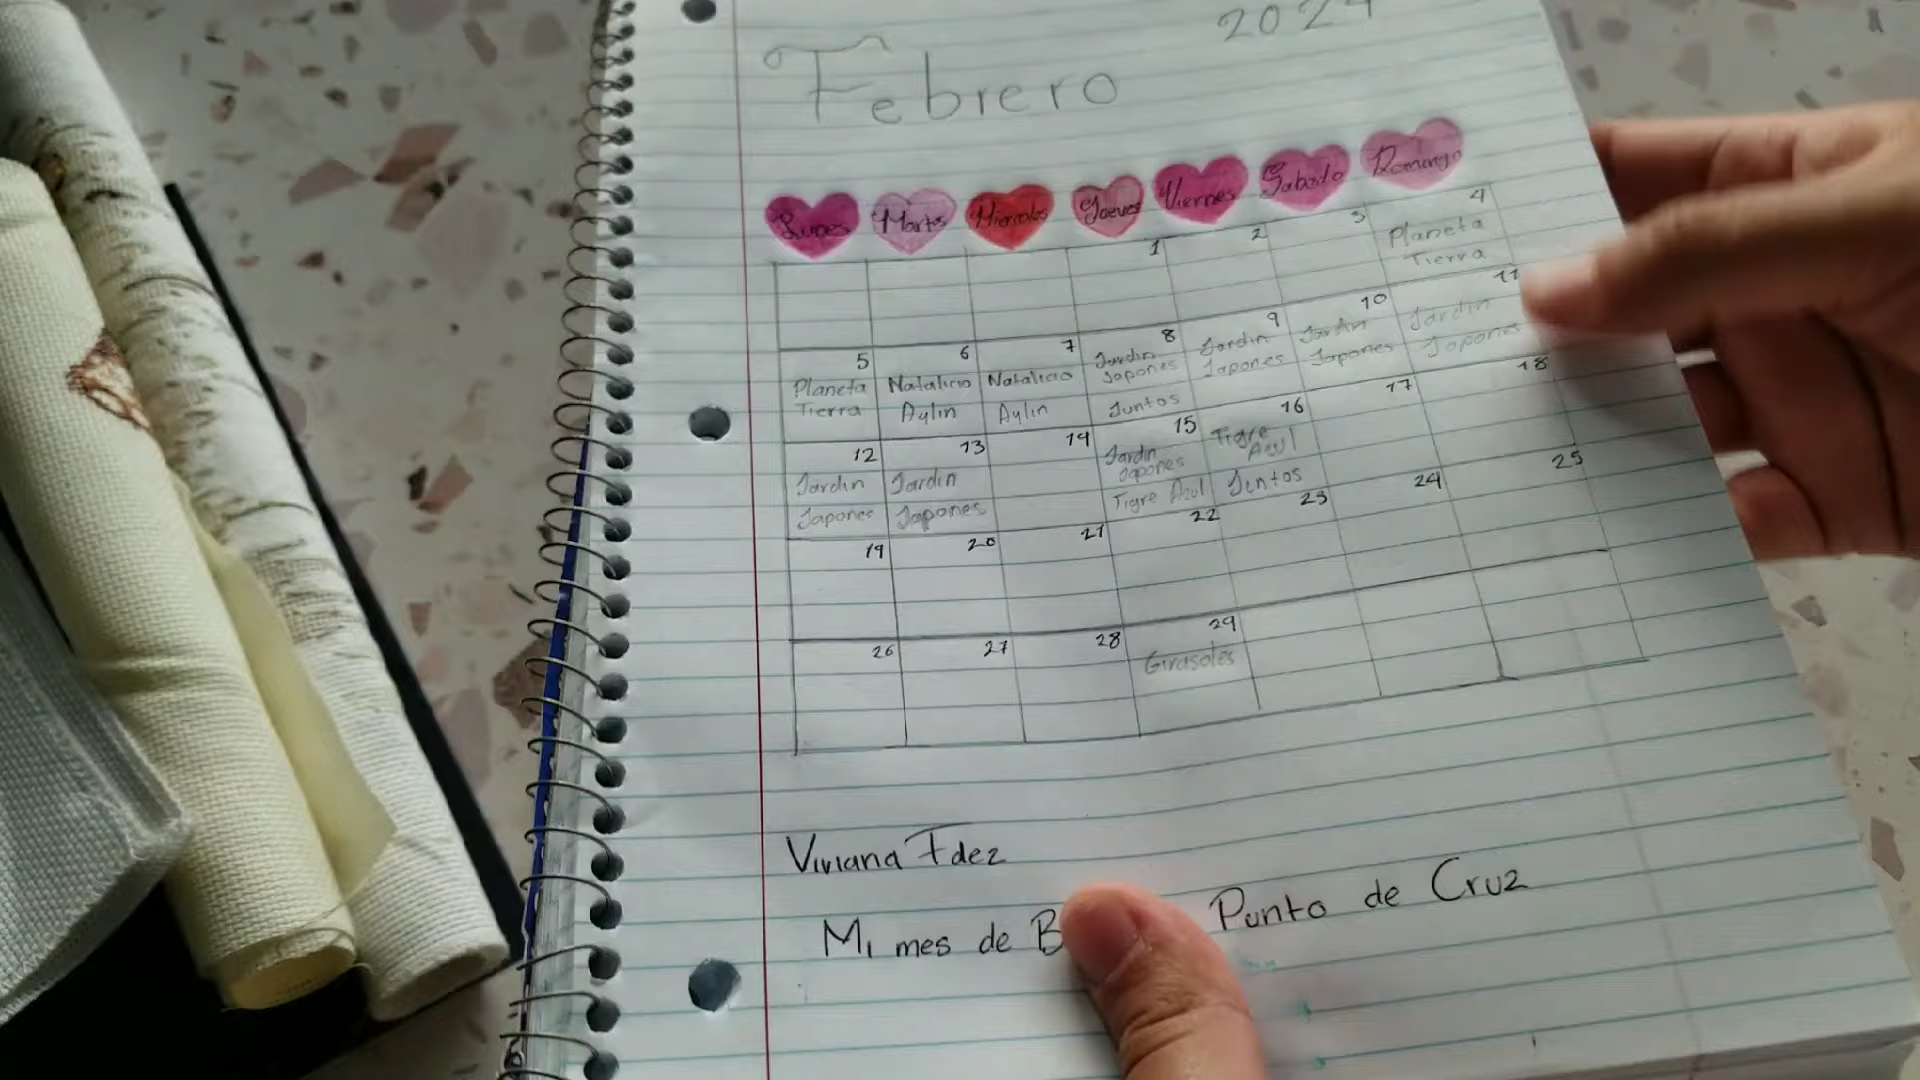 2024
Febrero
Lunes Martes Miercoles Jueves Viernes Sabado Domingo
1 2 3 4
Planeta
Tierra
5 6 7 8 9 10 11
Planeta Natalicio Natalicio Jardin Jardin Jardin Jardin
Tierra Aylin Aylin Japones Japones Japones Japones
Juntos
12 13 14 15 16 17 18
Jardin Jardin Jardin Tigre
Japones Japones Japones Azul
Tigre Azul Juntos
19 20 21 22 23 24 25
26 27 28 29
Girasoles
Viviana Fdez
Mi mes de Punto de Cruz